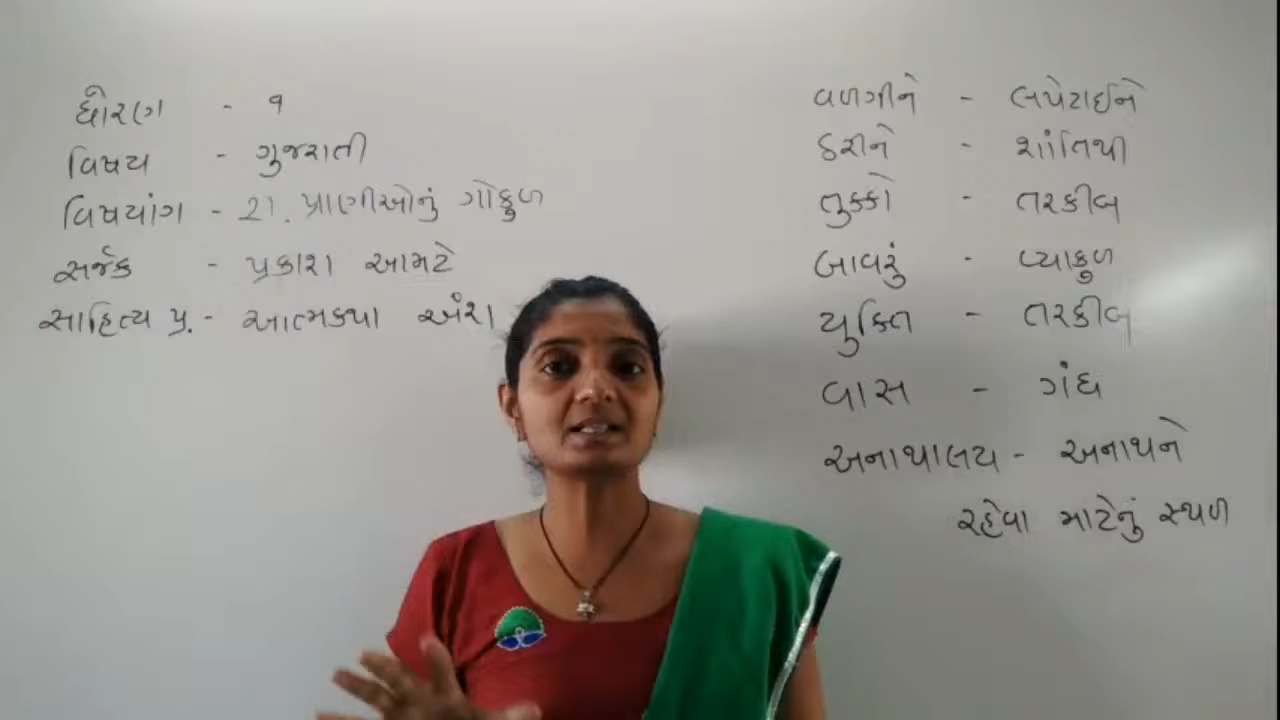 ધોરણ - ૧
વિષય - ગુજરાતી
વિષયાંગ - 21. પ્રાણીઓનું ગોકુળ
સર્જક - પ્રકાશ આમટે
સાહિત્ય પ્ર. - આત્મકથા અંશ
વળગીને - લપેટાઈને
ઠરીને - શાંતિથી
તુક્કો - તરકીબ
બાવરું - વ્યાકુળ
યુક્તિ - તરકીબ
વાસ - ગંધ
અનાથાલય - અનાથને
રહેવા માટેનું સ્થળ